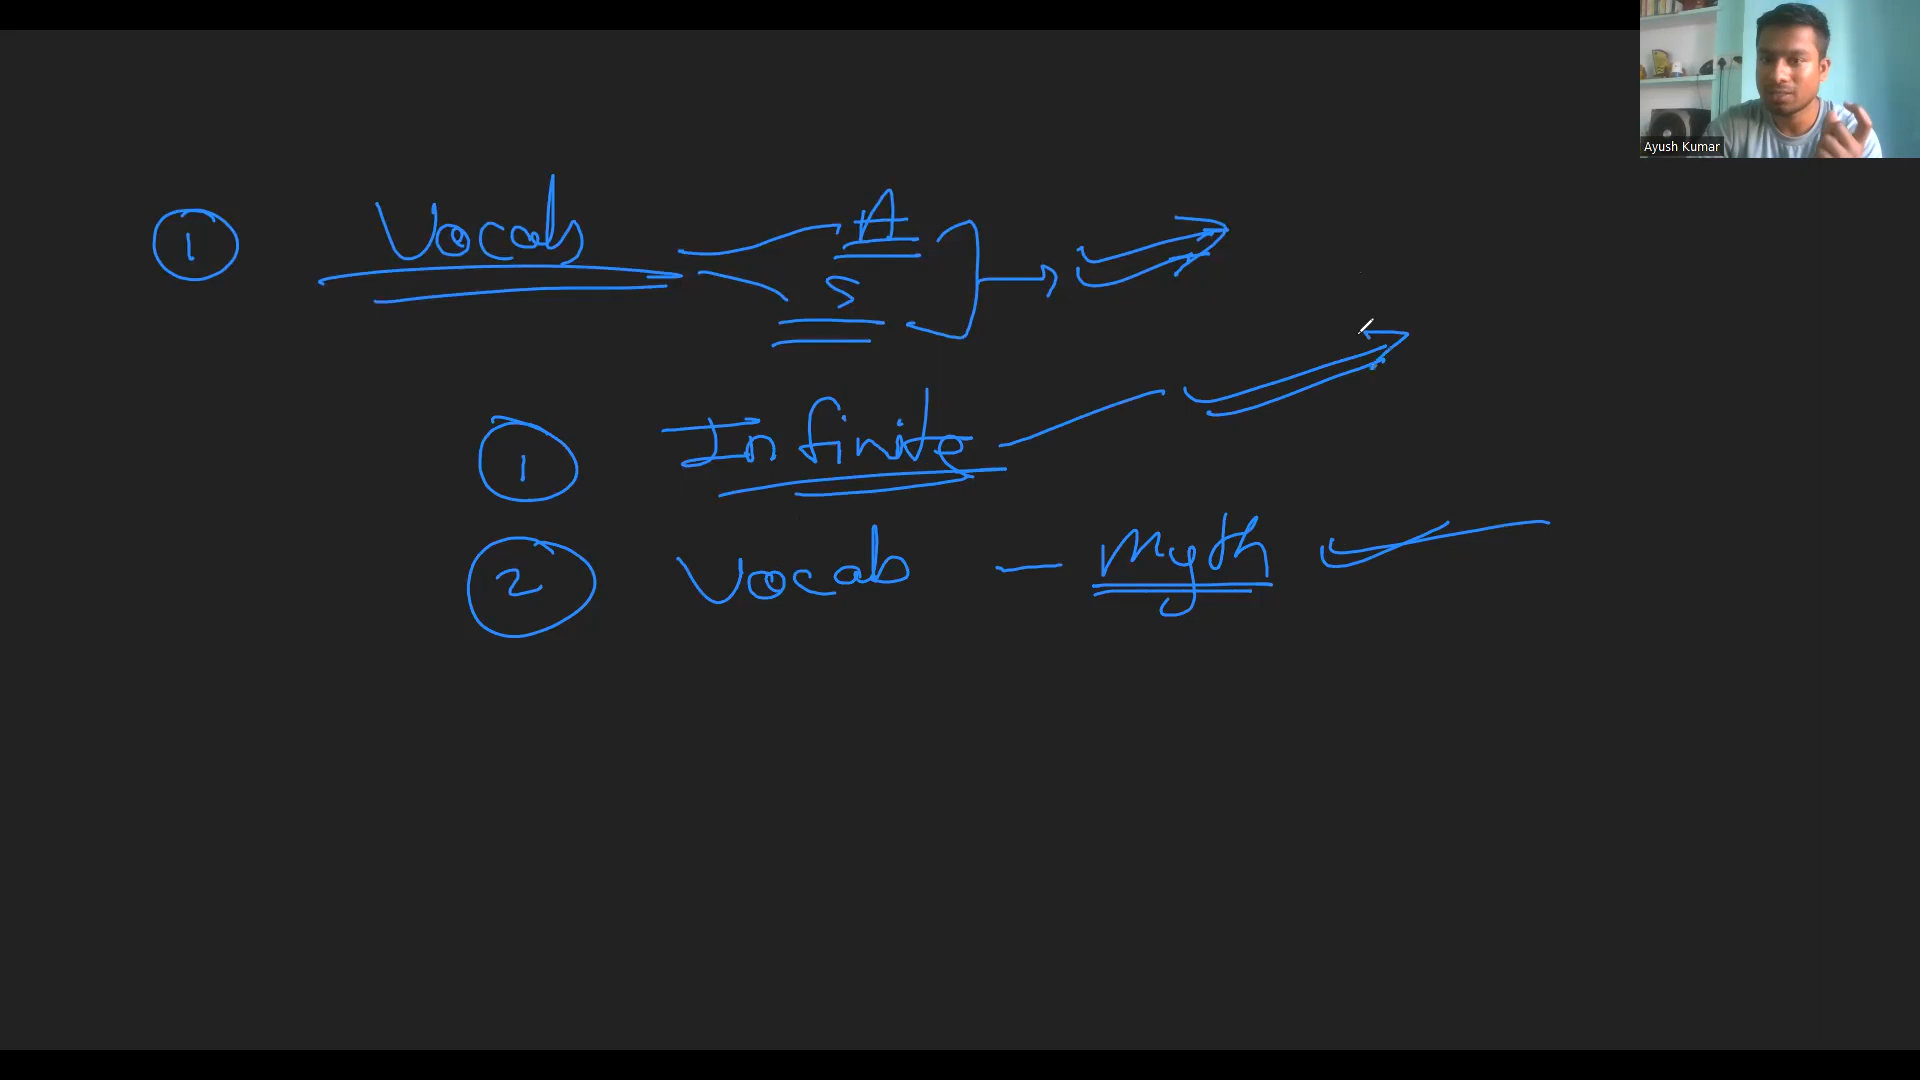 Ayush Kumar
① Vocab A
S
① Infinite
② Vocab — Myth